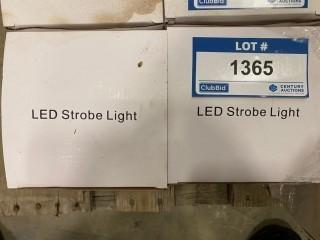 ClubBid
LOT #
1365
ClubBid
CENTURY
AUCTIONS
LED Strobe Light
LED Strobe Light